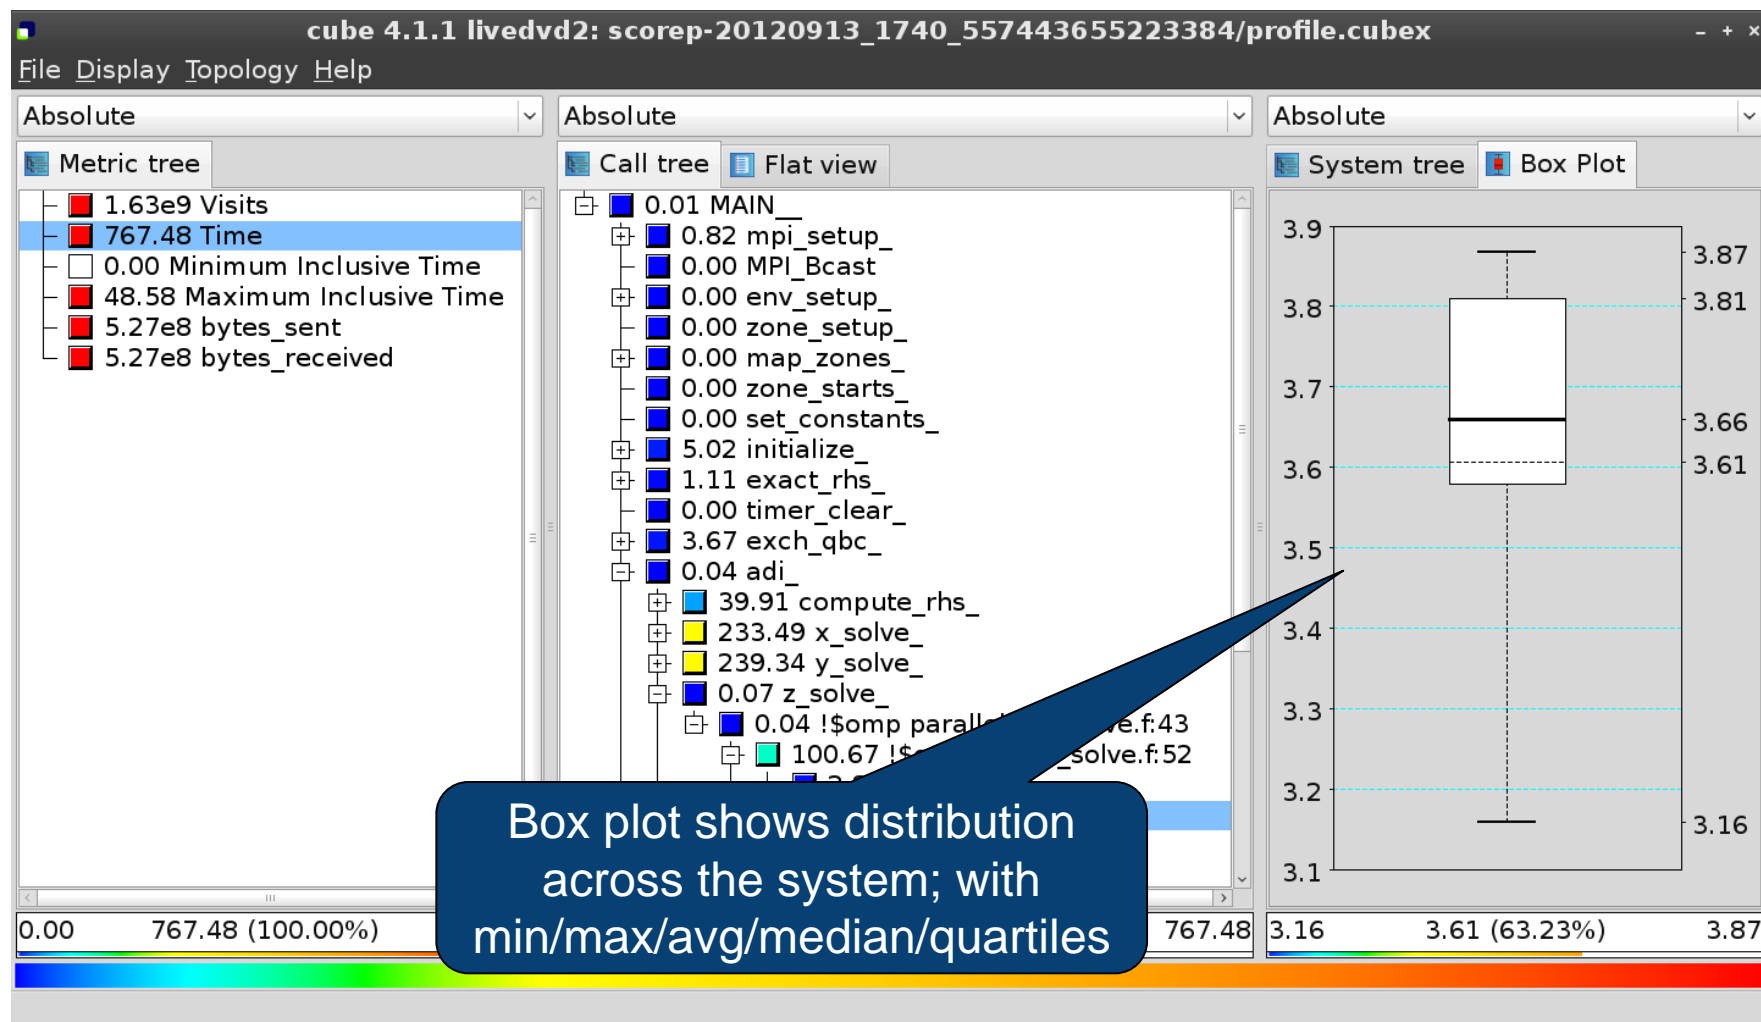 cube 4.1.1 livedvd2: scorep-20120913_1740_557443655223384/profile.cubex
File Display Topology Help
Absolute
Absolute
Absolute
Metric tree
Call tree
Flat view
System tree
Box Plot
1.63e9 Visits
767.48 Time
0.00 Minimum Inclusive Time
48.58 Maximum Inclusive Time
5.27e8 bytes_sent
5.27e8 bytes_received
0.01 MAIN__
0.82 mpi_setup_
0.00 MPI_Bcast
0.00 env_setup_
0.00 zone_setup_
0.00 map_zones_
0.00 zone_starts_
0.00 set_constants_
5.02 initialize_
1.11 exact_rhs_
0.00 timer_clear_
3.67 exch_qbc_
0.04 adi_
39.91 compute_rhs_
233.49 x_solve_
239.34 y_solve_
0.07 z_solve_
0.04 !$omp
100.67
solve.f:52
3.9
3.8
3.7
3.6
3.5
3.4
3.3
3.2
3.1
3.87
3.81
3.66
3.61
3.16
Box plot shows distribution
across the system; with
min/max/avg/median/quartiles
0.00 767.48 (100.00%)
767.48
3.16 3.61 (63.23%) 3.87